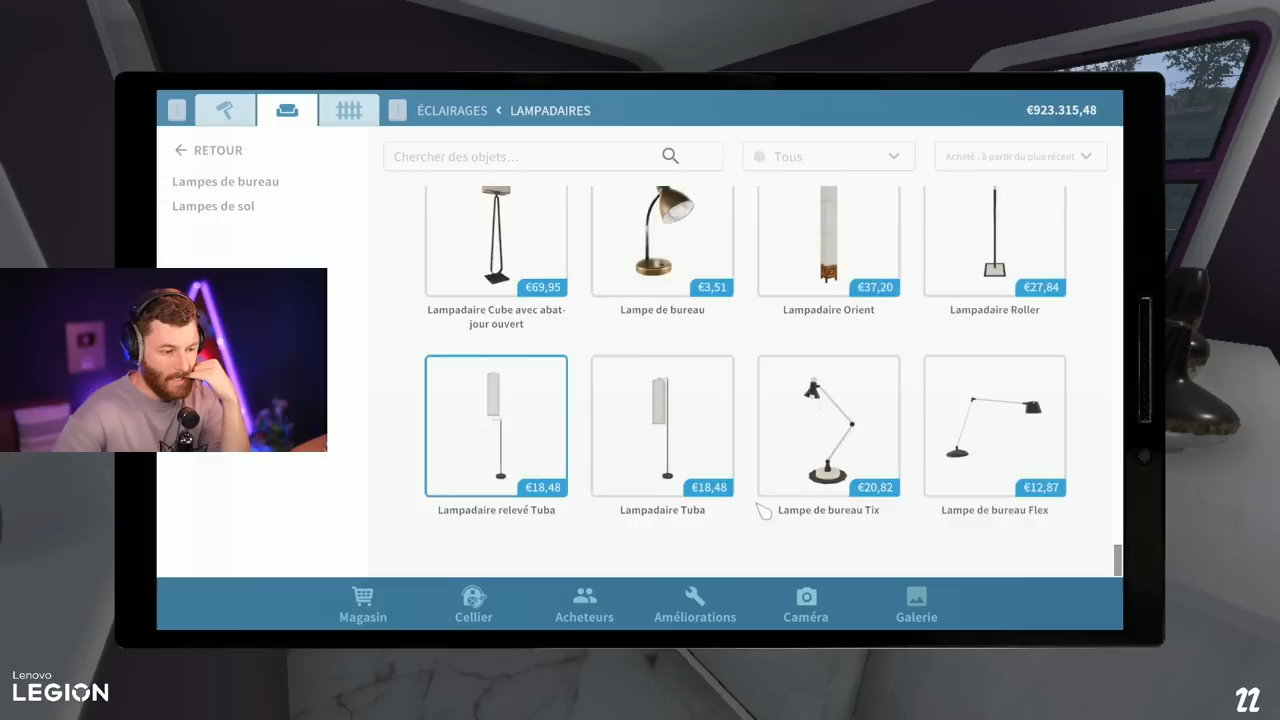 ÉCLAIRAGES < LAMPADAIRES
€923.315,48
RETOUR
Chercher des objets...
Tous
Acheté : à partir du plus récent
Lampes de bureau
Lampes de sol
€69,95
€3,51
€37,20
€27,84
Lampadaire Cube avec abat-
jour ouvert
Lampe de bureau
Lampadaire Orient
Lampadaire Roller
€18,48
€18,48
€20,82
€12,87
Lampadaire relevé Tuba
Lampadaire Tuba
Lampe de bureau Tix
Lampe de bureau Flex
Magasin
Cellier
Acheteurs
Améliorations
Caméra
Galerie
Lenovo
LEGION
22